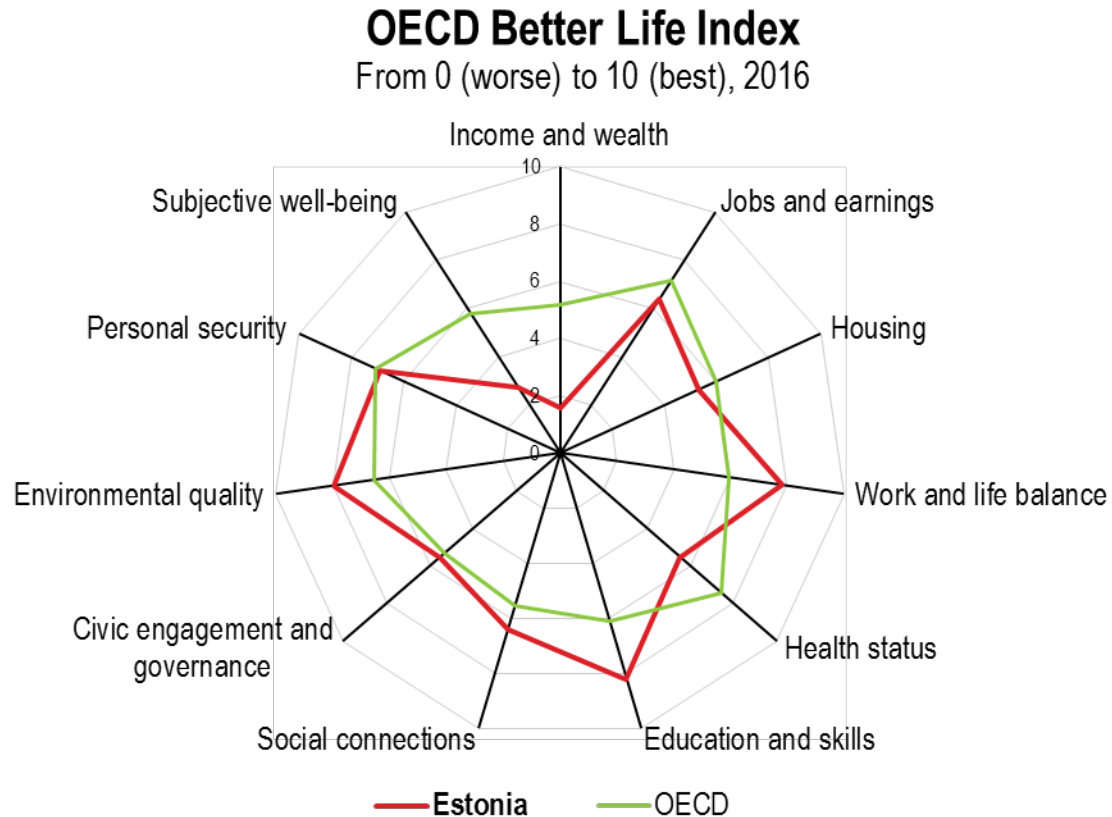 OECD Better Life Index
From 0 (worse) to 10 (best), 2016
Income and wealth
10
Subjective well-being
Jobs and earnings
8
6
Personal security
Housing
4
2
0
Environmental quality
Work and life balance
Civic engagement and
governance
Health status
Social connections
Education and skills
Estonia
OECD